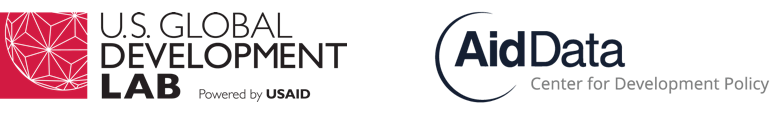 U.S. GLOBAL
DEVELOPMENT
LAB Powered by USAID
AidData
Center for Development Policy